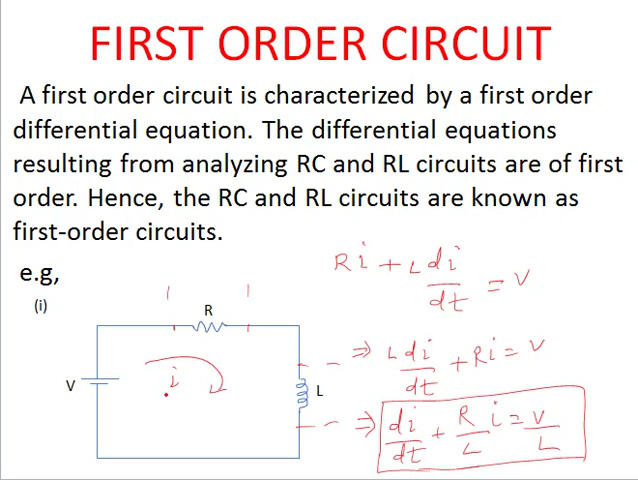 FIRST ORDER CIRCUIT
A first order circuit is characterized by a first order
differential equation. The differential equations
resulting from analyzing RC and RL circuits are of first
order. Hence, the RC and RL circuits are known as
first-order circuits.
e.g,
(i)
Ri + L di/dt = V
R
V
i
L
⇒ L di/dt + Ri = V
⇒ di/dt + R/L i = V/L